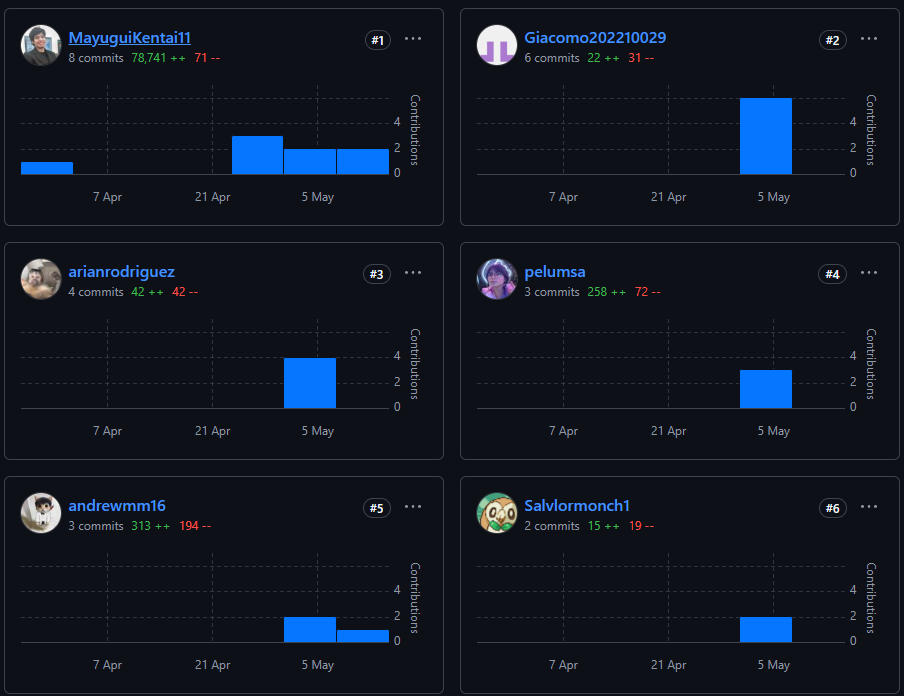 MayuguiKentai11 #1 ...
8 commits 78,741 ++ 71 --
Contributions
4
2
0
7 Apr 21 Apr 5 May
Giacomo202210029 #2 ...
6 commits 22 ++ 31 --
Contributions
4
2
0
7 Apr 21 Apr 5 May
arianrodriguez #3 ...
4 commits 42 ++ 42 --
Contributions
4
2
0
7 Apr 21 Apr 5 May
pelumsa #4 ...
3 commits 258 ++ 72 --
Contributions
4
2
0
7 Apr 21 Apr 5 May
andrewmm16 #5 ...
3 commits 313 ++ 194 --
Contributions
4
2
0
7 Apr 21 Apr 5 May
Salvlormonch1 #6 ...
2 commits 15 ++ 19 --
Contributions
4
2
0
7 Apr 21 Apr 5 May